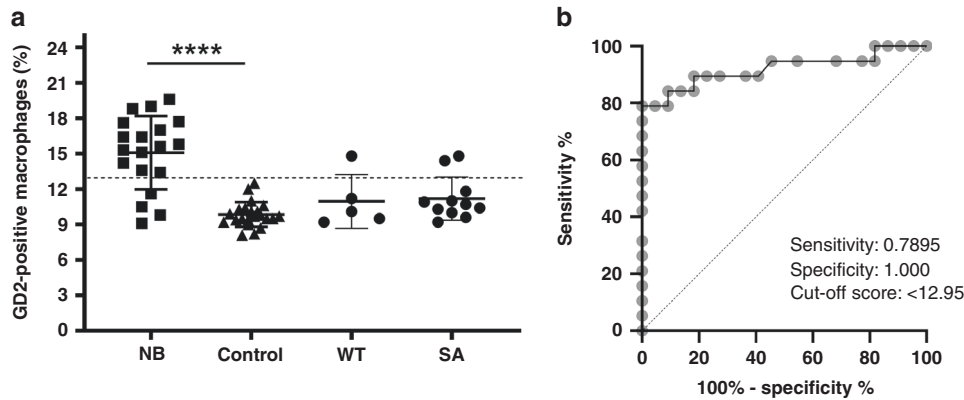 a
GD2-positive macrophages (%)
24
21
18
15
12
9
6
3
0
****
NB
Control
WT
SA
b
Sensitivity %
100
80
60
40
20
0
Sensitivity: 0.7895
Specificity: 1.000
Cut-off score: <12.95
0 20 40 60 80 100
100% - specificity %